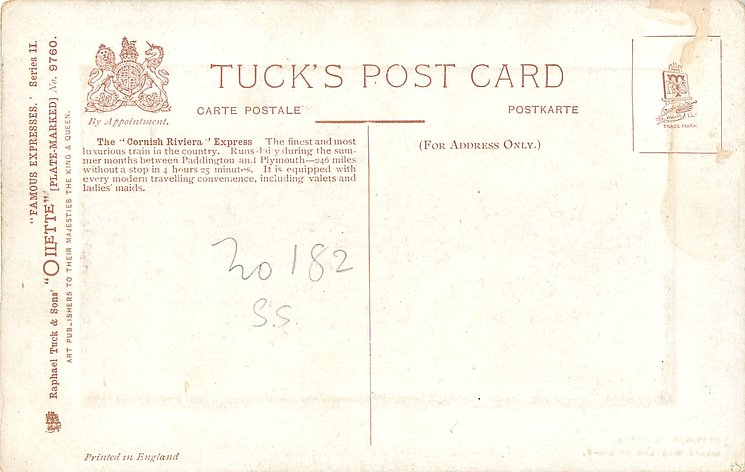 "FAMOUS EXPRESSES." Series II.
Raphael Tuck & Sons' "OILETTE" [PLATE-MARKED] No. 9760.
ART PUBLISHERS TO THEIR MAJESTIES THE KING & QUEEN.
TUCK'S POST CARD
By Appointment.
CARTE POSTALE
POSTKARTE
TRADE MARK
(FOR ADDRESS ONLY.)
The "Cornish Riviera" Express The finest and most
luxurious train in the country. Runs daily during the sum-
mer months between Paddington and Plymouth—246 miles
without a stop in 4 hours 25 minutes. It is equipped with
every modern travelling convenience, including valets and
ladies' maids.
20182
S.S.
Printed in England